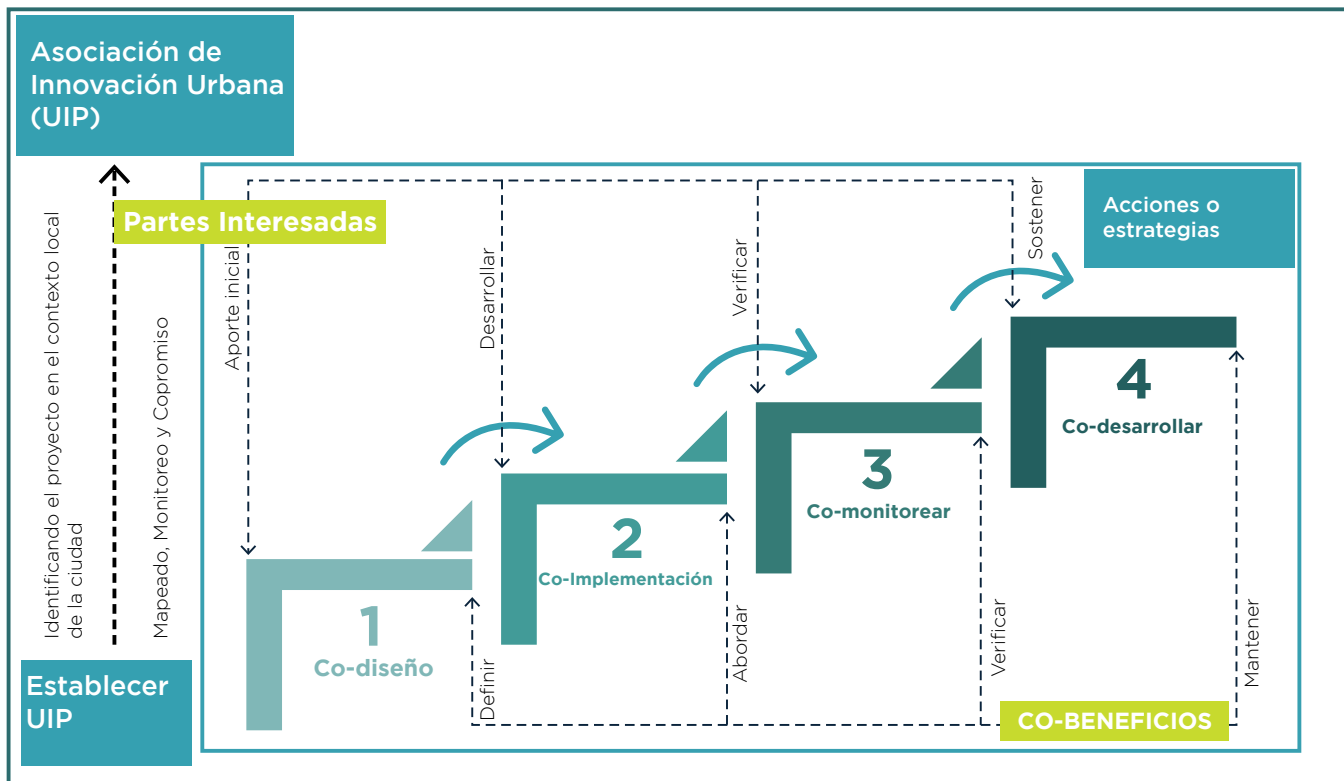 Asociación de
Innovación Urbana
(UIP)
Partes Interesadas
Acciones o
estrategias
Identificando el proyecto en el contexto local
de la ciudad
Mapeado, Monitoreo y Copromiso
Aporte inicial
Desarrollar
Verificar
Sostener
1
Co-diseño
2
Co-Implementación
3
Co-monitorear
4
Co-desarrollar
Definir
Abordar
Verificar
Mantener
Establecer
UIP
CO-BENEFICIOS